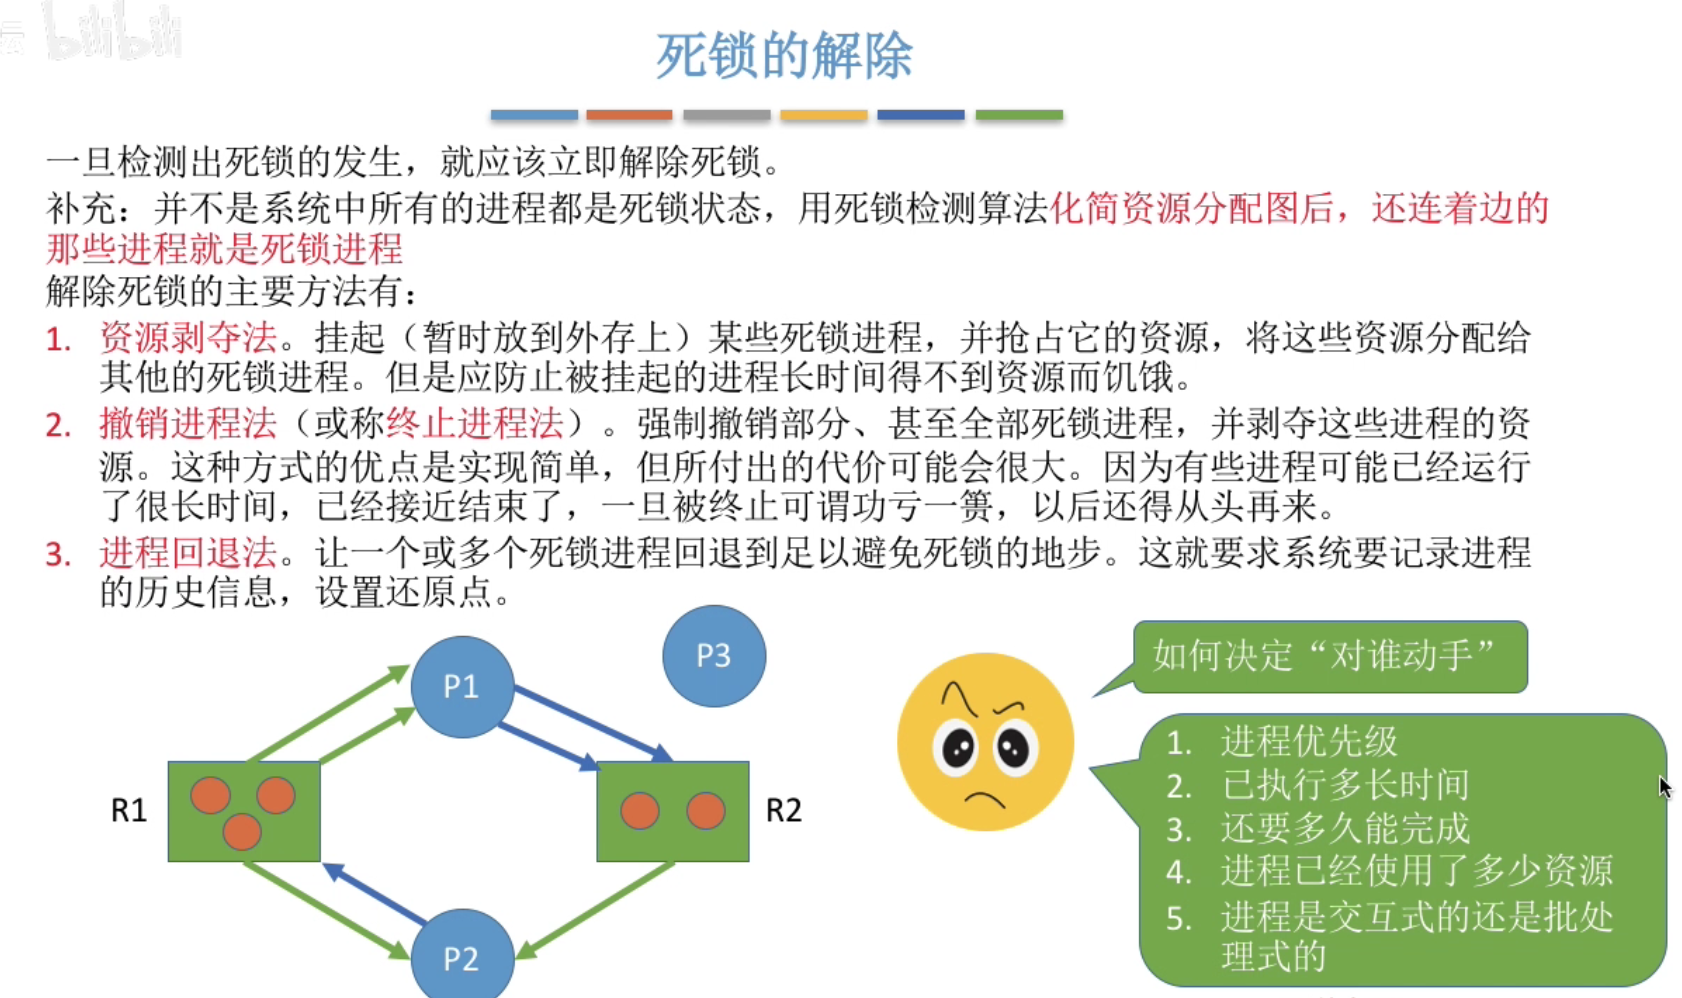 bilibili
死锁的解除
一旦检测出死锁的发生，就应该立即解除死锁。
补充：并不是系统中所有的进程都是死锁状态，用死锁检测算法化简资源分配图后，还连着边的
那些进程就是死锁进程
解除死锁的主要方法有：
1. 资源剥夺法。挂起（暂时放到外存上）某些死锁进程，并抢占它的资源，将这些资源分配给
其他的死锁进程。但是应防止被挂起的进程长时间得不到资源而饥饿。
2. 撤销进程法（或称终止进程法）。强制撤销部分、甚至全部死锁进程，并剥夺这些进程的资
源。这种方式的优点是实现简单，但所付出的代价可能会很大。因为有些进程可能已经运行
了很长时间，已经接近结束了，一旦被终止可谓功亏一篑，以后还得从头再来。
3. 进程回退法。让一个或多个死锁进程回退到足以避免死锁的地步。这就要求系统要记录进程
的历史信息，设置还原点。
P1
P3
R1
R2
P2
如何决定“对谁动手”
1. 进程优先级
2. 已执行多长时间
3. 还要多久能完成
4. 进程已经使用了多少资源
5. 进程是交互式的还是批处
理式的